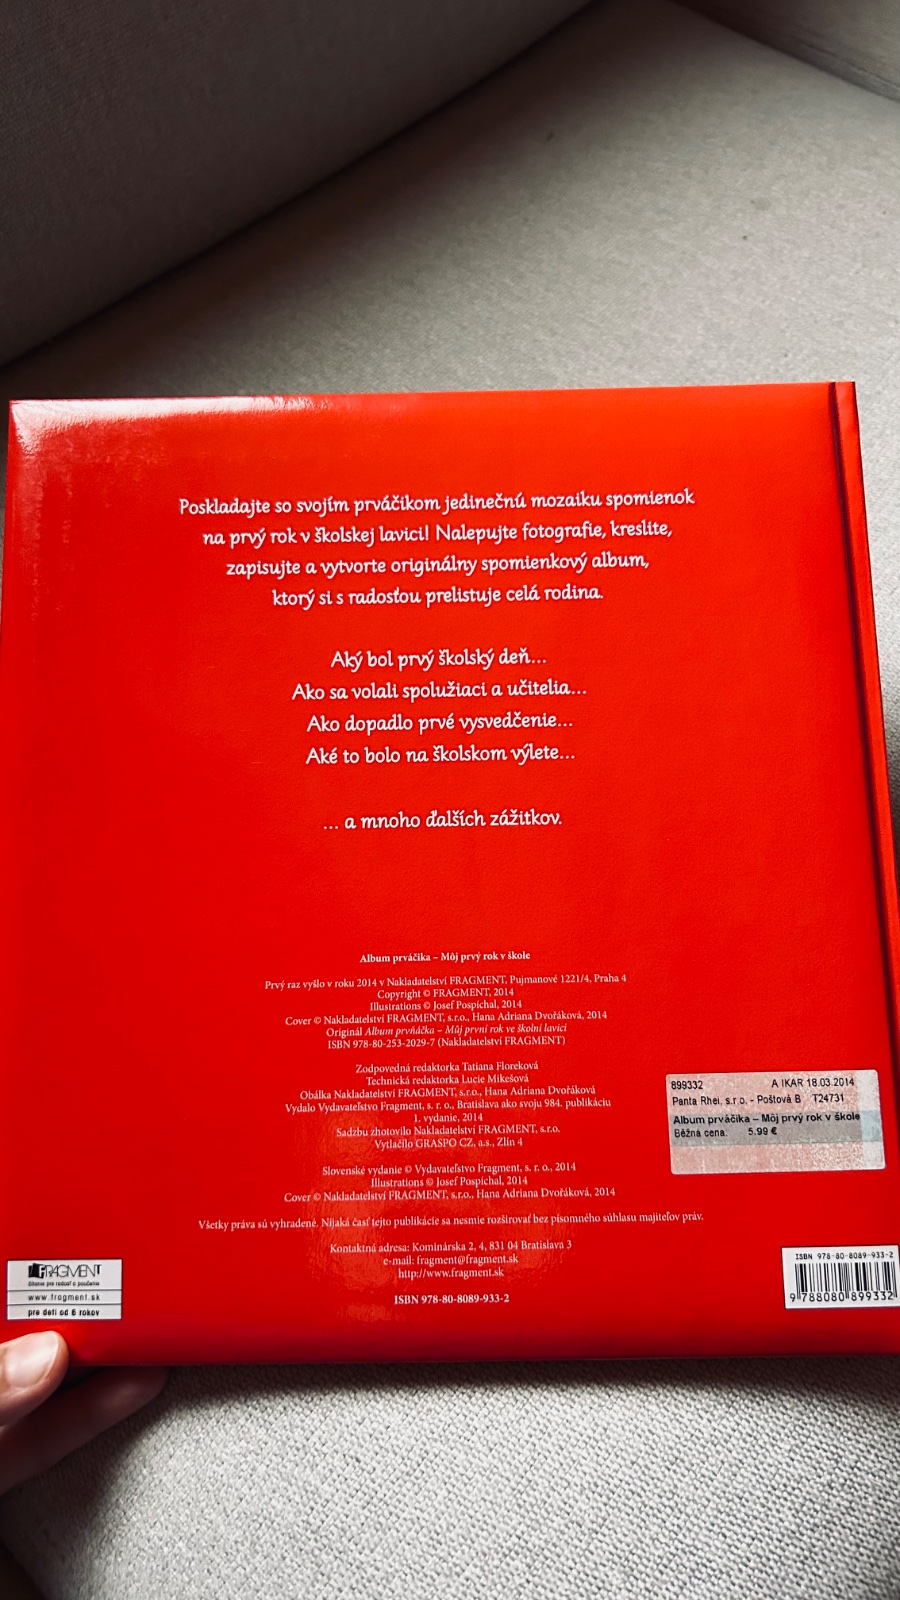 Poskladajte so svojím prváčikom jedinečnú mozaiku spomienok
na prvý rok v školskej lavici! Nalepujte fotografie, kreslite,
zapisujte a vytvorte originálny spomienkový album,
ktorý si s radosťou prelistuje celá rodina.
Aký bol prvý školský deň...
Ako sa volali spolužiaci a učitelia...
Ako dopadlo prvé vysvedčenie...
Aké to bolo na školskom výlete...
... a mnoho ďalších zážitkov.
Album prváčika – Môj prvý rok v škole
Prvý raz vyšlo v roku 2014 v Nakladatelství FRAGMENT, Pujmanové 1221/4, Praha 4
Copyright © FRAGMENT, 2014
Illustrations © Josef Pospíchal, 2014
Cover © Nakladatelství FRAGMENT, s.r.o., Hana Adriana Dvořáková, 2014
Originál Album prvňáčka – Můj první rok ve školní lavici
ISBN 978-80-253-2029-7 (Nakladatelství FRAGMENT)
Zodpovedná redaktorka Tatiana Floreková
Technická redaktorka Lucie Mikešová
Obálka Nakladatelství FRAGMENT, s.r.o., Hana Adriana Dvořáková
Vydalo Vydavateľstvo Fragment, s. r. o., Bratislava ako svoju 984. publikáciu
1. vydanie, 2014
Sadzbu zhotovilo Nakladatelství FRAGMENT, s.r.o.
Vytlačilo GRASPO CZ, a.s., Zlín 4
Slovenské vydanie © Vydavateľstvo Fragment, s. r. o., 2014
Illustrations © Josef Pospíchal, 2014
Cover © Nakladatelství FRAGMENT, s.r.o., Hana Adriana Dvořáková, 2014
Všetky práva sú vyhradené. Nijaká časť tejto publikácie sa nesmie rozširovať bez písomného súhlasu majiteľov práv.
Kontaktná adresa: Kominárska 2, 4, 831 04 Bratislava 3
e-mail: fragment@fragment.sk
http://www.fragment.sk
ISBN 978-80-8089-933-2
899332 A IKAR 18.03.2014
Panta Rhei, s.r.o. - Poštová B T24731
Album prváčika – Môj prvý rok v škole
Běžná cena: 5.99 €
FRAGMENT
čítanie pre radosť a poučenie
www.fragment.sk
pre deti od 6 rokov
ISBN 978-80-8089-933-2
9 788080 899332